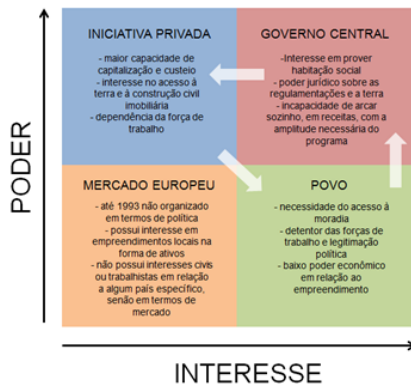 INICIATIVA PRIVADA
- maior capacidade de
capitalização e custeio
- interesse no acesso à
terra e à construção civil
imobiliária
- dependência da força de
trabalho
GOVERNO CENTRAL
-Interesse em prover
habitação social
- poder jurídico sobre as
regulamentações e a terra
- incapacidade de arcar
sozinho, em receitas, com a
amplitude necessária do
programa
MERCADO EUROPEU
- até 1993 não organizado
em termos de política
- possui interesse em
empreendimentos locais na
forma de ativos
- não possui interesses civis
ou trabalhistas em relação
a algum país específico,
senão em termos de
mercado
POVO
- necessidade do acesso à
moradia
- detentor das forças de
trabalho e legitimação
política
- baixo poder econômico
em relação ao
empreendimento
PODER
INTERESSE